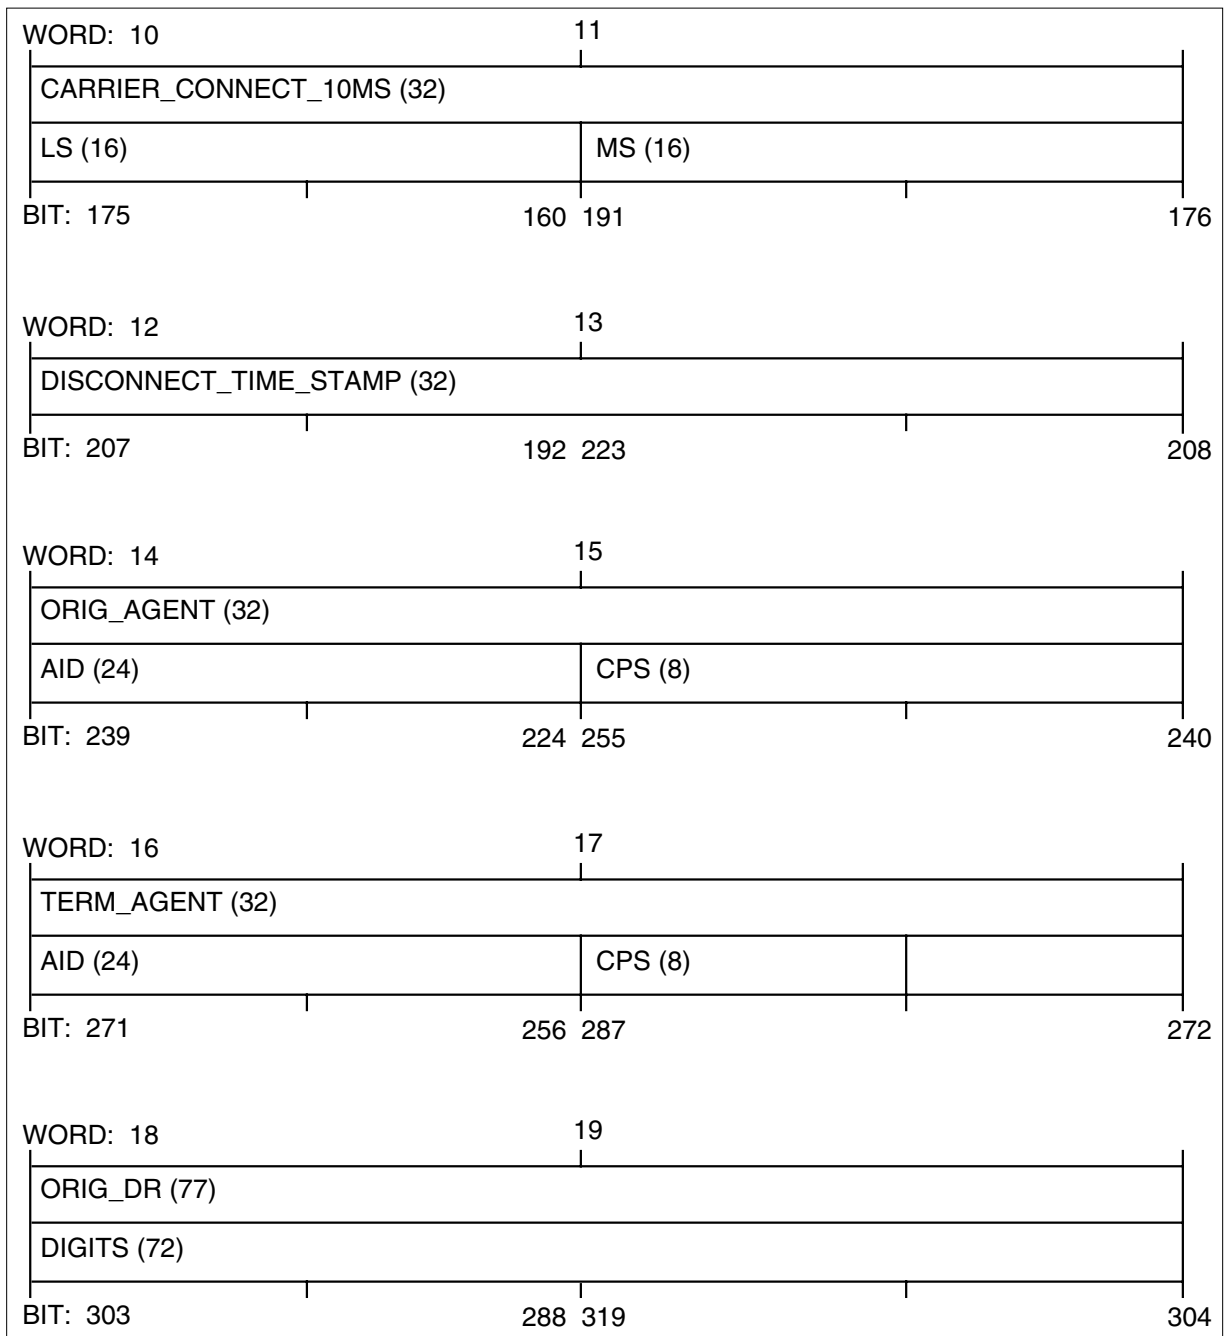 WORD: 10 11
CARRIER_CONNECT_10MS (32)
LS (16) MS (16)
BIT: 175 160 191 176
WORD: 12 13
DISCONNECT_TIME_STAMP (32)
BIT: 207 192 223 208
WORD: 14 15
ORIG_AGENT (32)
AID (24) CPS (8)
BIT: 239 224 255 240
WORD: 16 17
TERM_AGENT (32)
AID (24) CPS (8)
BIT: 271 256 287 272
WORD: 18 19
ORIG_DR (77)
DIGITS (72)
BIT: 303 288 319 304